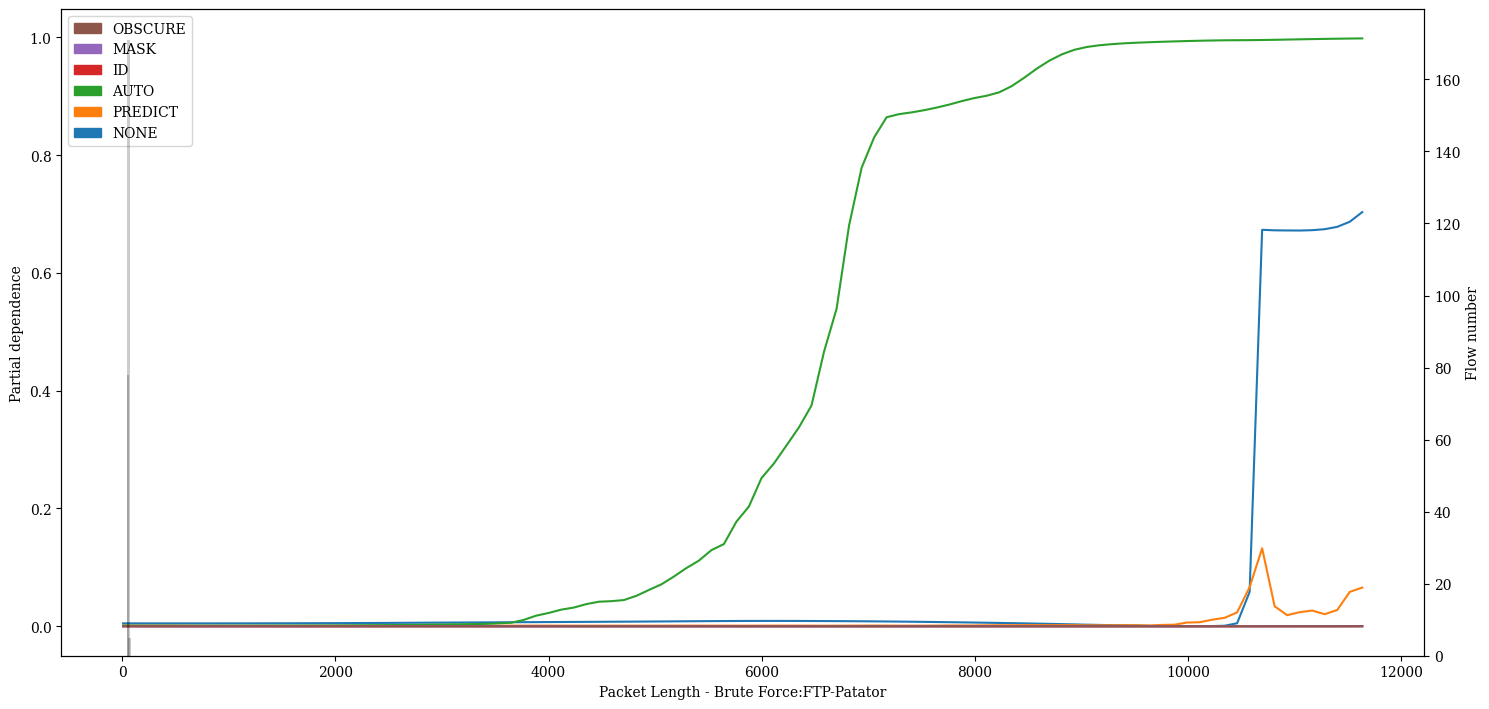 OBSCURE
MASK
ID
AUTO
PREDICT
NONE
1.0
0.8
0.6
0.4
0.2
0.0
Partial dependence
160
140
120
100
80
60
40
20
0
Flow number
0 2000 4000 6000 8000 10000 12000
Packet Length - Brute Force:FTP-Patator